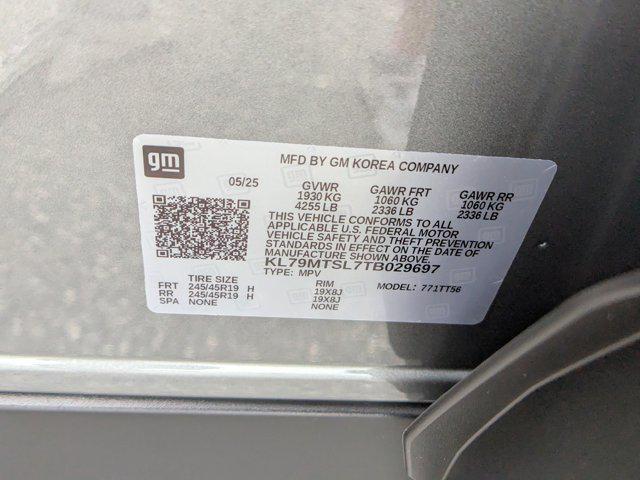 gm
MFD BY GM KOREA COMPANY
05/25 GVWR GAWR FRT GAWR RR
1930 KG 1060 KG 1060 KG
4255 LB 2336 LB 2336 LB
THIS VEHICLE CONFORMS TO ALL
APPLICABLE U.S. FEDERAL MOTOR
VEHICLE SAFETY AND THEFT PREVENTION
STANDARDS IN EFFECT ON THE DATE OF
MANUFACTURE SHOWN ABOVE.
KL79MTSL7TB029697
TYPE: MPV
TIRE SIZE RIM MODEL: 771TT56
FRT 245/45R19 H 19X8J
RR 245/45R19 H 19X8J
SPA NONE NONE